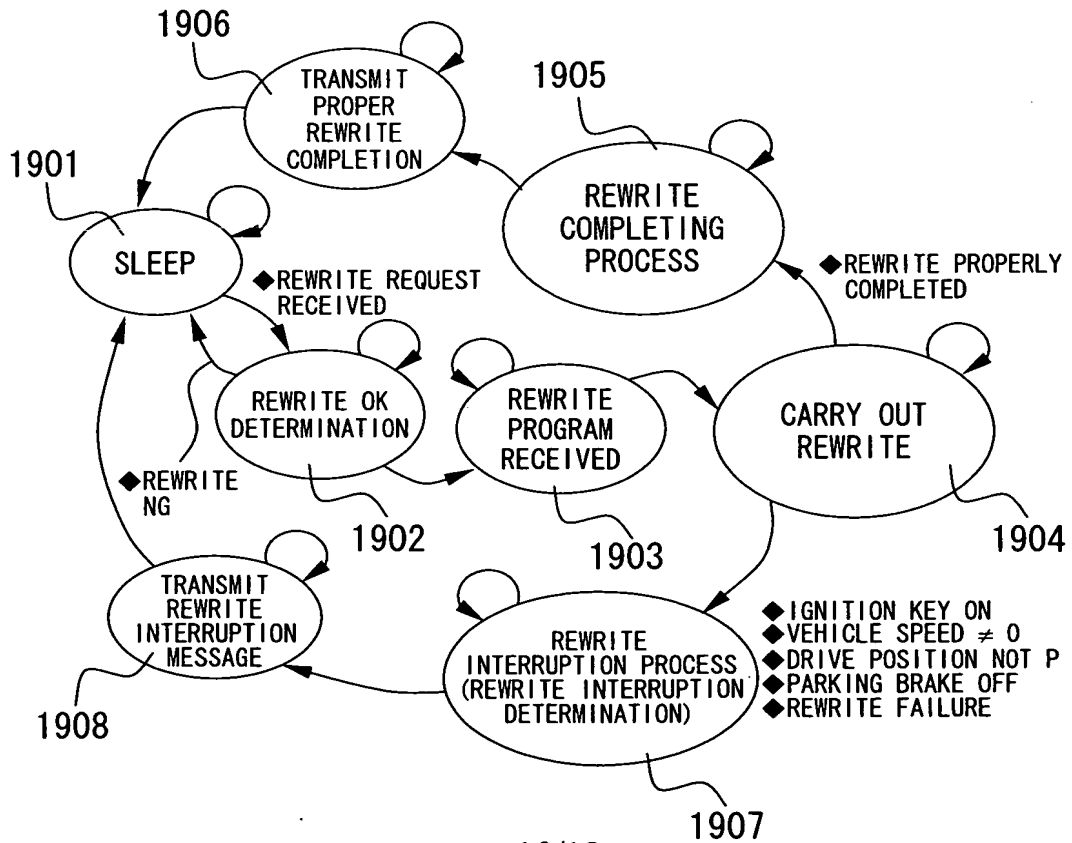 1906
TRANSMIT
PROPER
REWRITE
COMPLETION
1905
REWRITE
COMPLETING
PROCESS
1901
SLEEP
◆REWRITE REQUEST
RECEIVED
◆REWRITE PROPERLY
COMPLETED
REWRITE OK
DETERMINATION
REWRITE
PROGRAM
RECEIVED
CARRY OUT
REWRITE
◆REWRITE
NG
1902
1903
1904
TRANSMIT
REWRITE
INTERRUPTION
MESSAGE
1908
REWRITE
INTERRUPTION PROCESS
(REWRITE INTERRUPTION
DETERMINATION)
◆IGNITION KEY ON
◆VEHICLE SPEED ≠ 0
◆DRIVE POSITION NOT P
◆PARKING BRAKE OFF
◆REWRITE FAILURE
1907